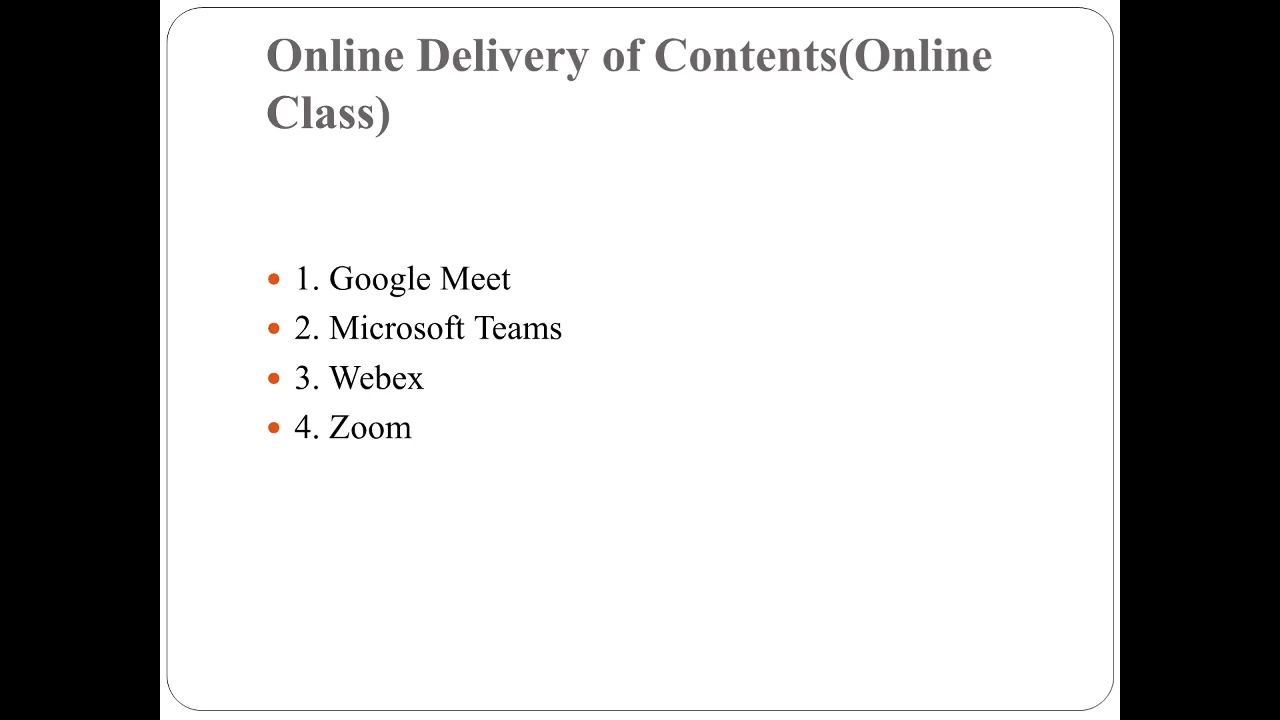 Online Delivery of Contents(Online
Class)
1. Google Meet
2. Microsoft Teams
3. Webex
4. Zoom